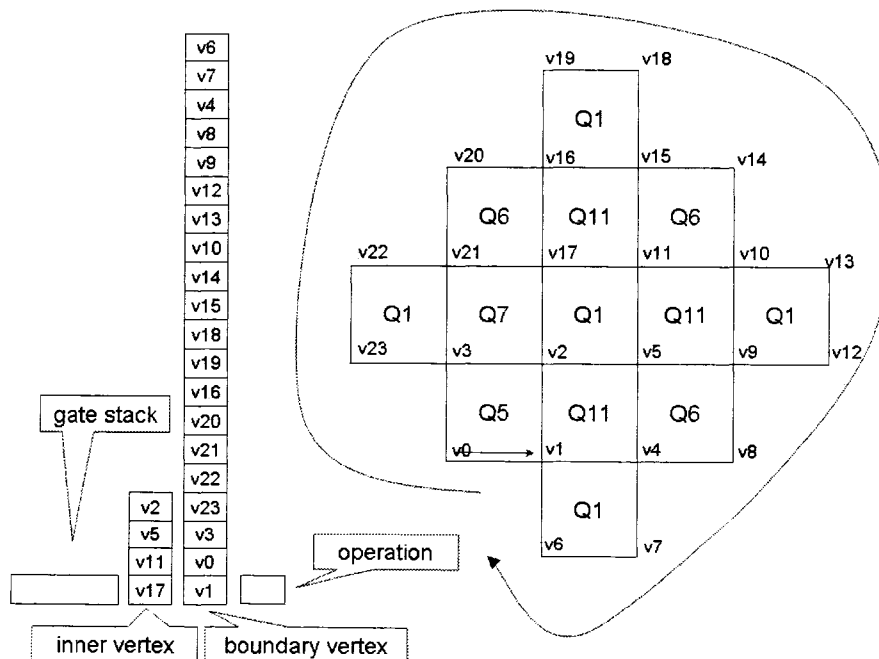 v6
v7
v4
v8
v9
v12
v13
v10
v14
v15
v18
v19
v16
v20
v21
v22
v23
v3
v0
v1
v2
v5
v11
v17
gate stack
inner vertex
boundary vertex
operation
v19 v18
Q1
v20 v16 v15 v14
Q6 Q11 Q6
v22 v21 v17 v11 v10 v13
Q1 Q7 Q1 Q11 Q1
v23 v3 v2 v5 v9 v12
Q5 Q11 Q6
v0 v1 v4 v8
Q1
v6 v7